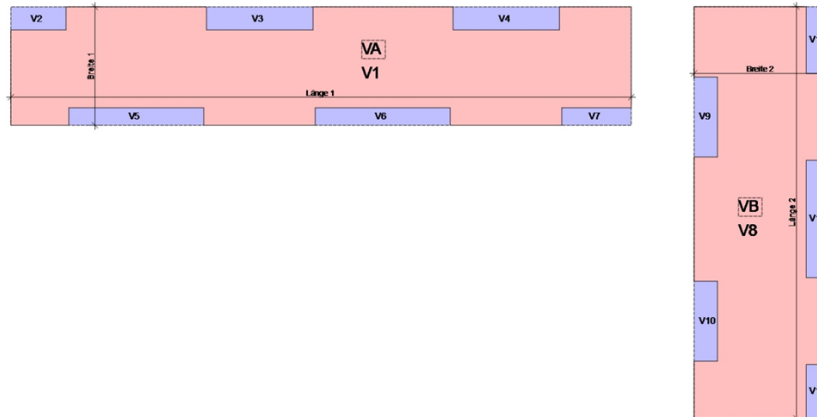 V2
V3
V4
VA
V1
Breite 1
Länge 1
V5
V6
V7
Breite 2
V9
VB
V8
Länge 2
V10